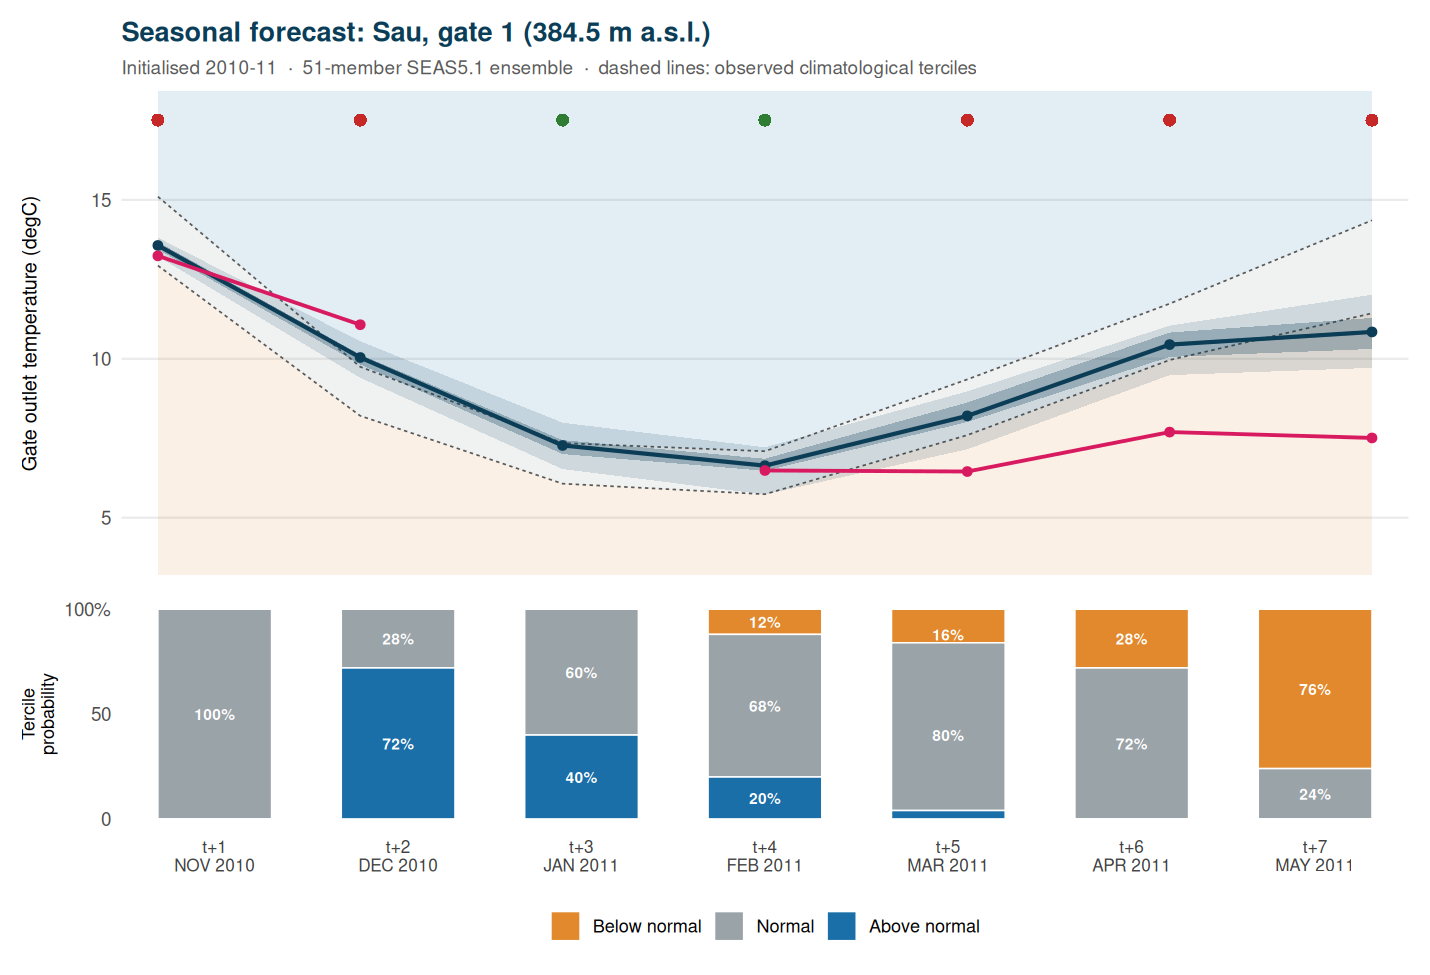 Seasonal forecast: Sau, gate 1 (384.5 m a.s.l.)
Initialised 2010-11 · 51-member SEAS5.1 ensemble · dashed lines: observed climatological terciles
Gate outlet temperature (degC)
15
10
5
Tercile
probability
100%
50
0
100%
28%
72%
60%
40%
12%
68%
20%
16%
80%
28%
72%
76%
24%
t+1
NOV 2010
t+2
DEC 2010
t+3
JAN 2011
t+4
FEB 2011
t+5
MAR 2011
t+6
APR 2011
t+7
MAY 2011
Below normal
Normal
Above normal